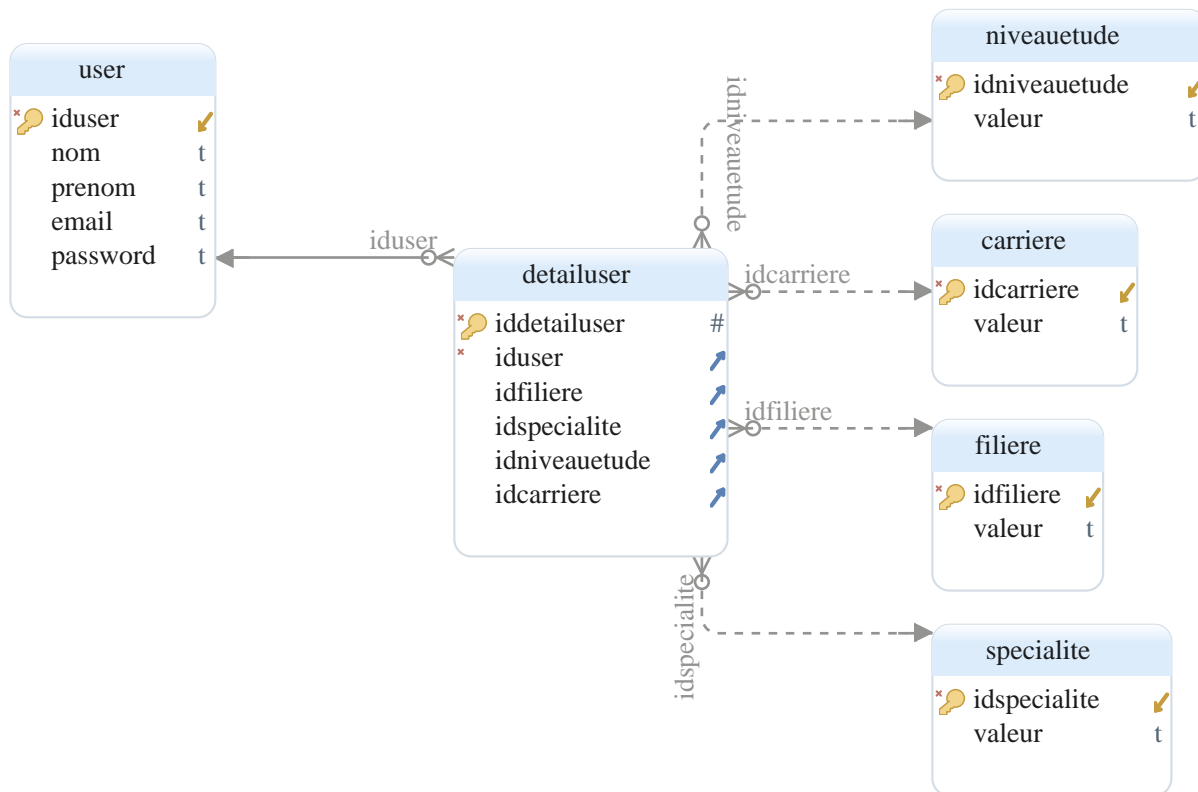 user
iduser
nom t
prenom t
email t
password t
iduser
detailuser
iddetailuser #
iduser
idfiliere
idspecialite
idniveauetude
idcarriere
idniveauetude
idcarriere
idfiliere
idspecialite
niveauetude
idniveauetude
valeur t
carriere
idcarriere
valeur t
filiere
idfiliere
valeur t
specialite
idspecialite
valeur t